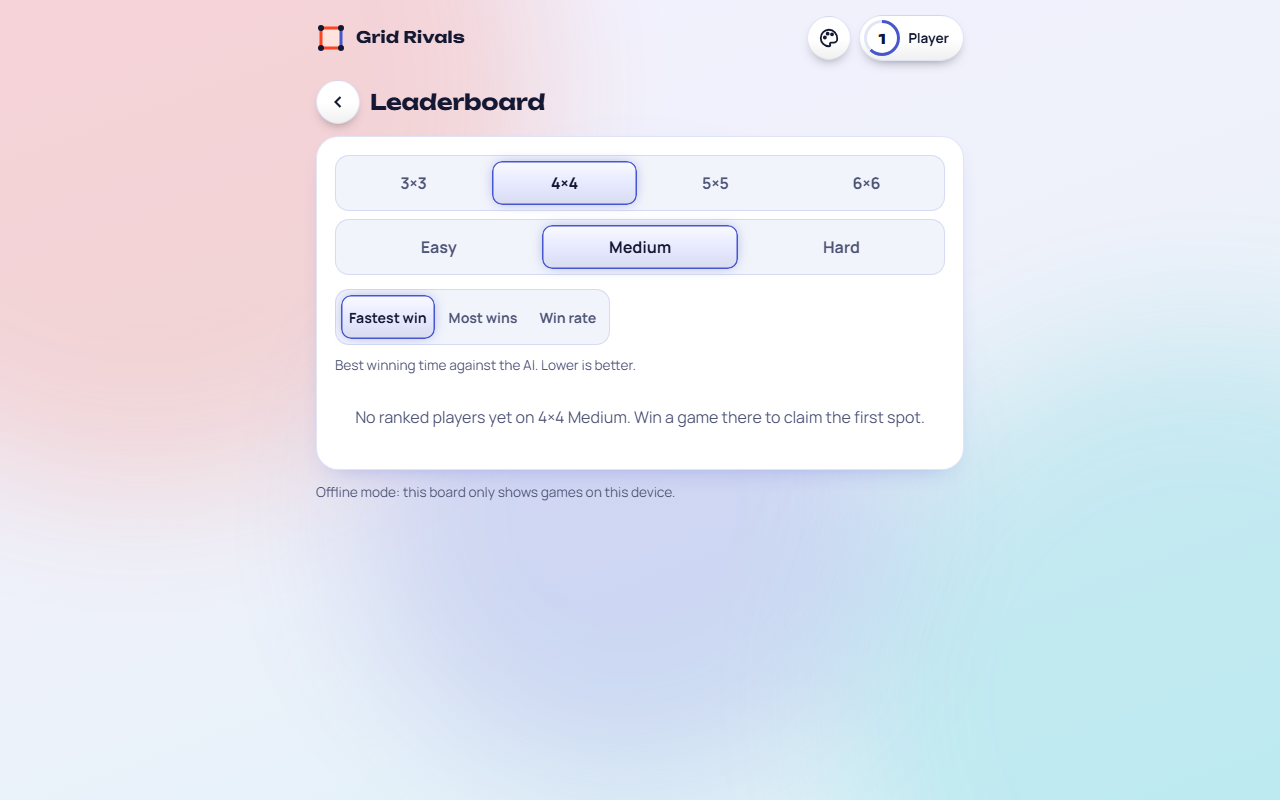 Grid Rivals
1 Player
Leaderboard
3×3 4×4 5×5 6×6
Easy Medium Hard
Fastest win Most wins Win rate
Best winning time against the AI. Lower is better.
No ranked players yet on 4×4 Medium. Win a game there to claim the first spot.
Offline mode: this board only shows games on this device.